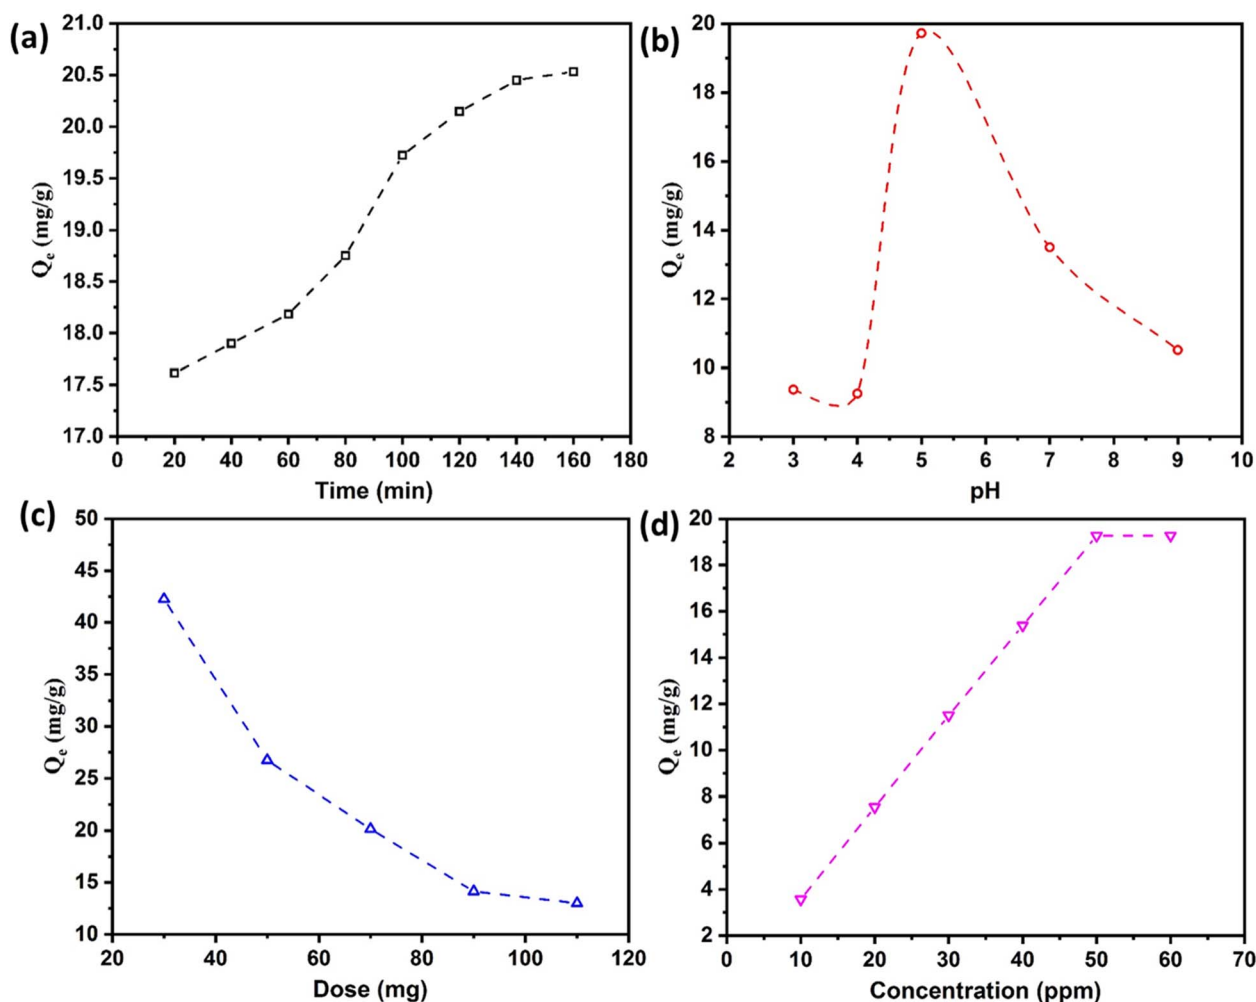 (a)
21.0
20.5
20.0
19.5
19.0
18.5
18.0
17.5
17.0
Qe (mg/g)
0 20 40 60 80 100 120 140 160 180
Time (min)
(b)
20
18
16
14
12
10
8
Qe (mg/g)
2 3 4 5 6 7 8 9 10
pH
(c)
50
45
40
35
30
25
20
15
10
Qe (mg/g)
20 40 60 80 100 120
Dose (mg)
(d)
20
18
16
14
12
10
8
6
4
2
Qe (mg/g)
0 10 20 30 40 50 60 70
Concentration (ppm)